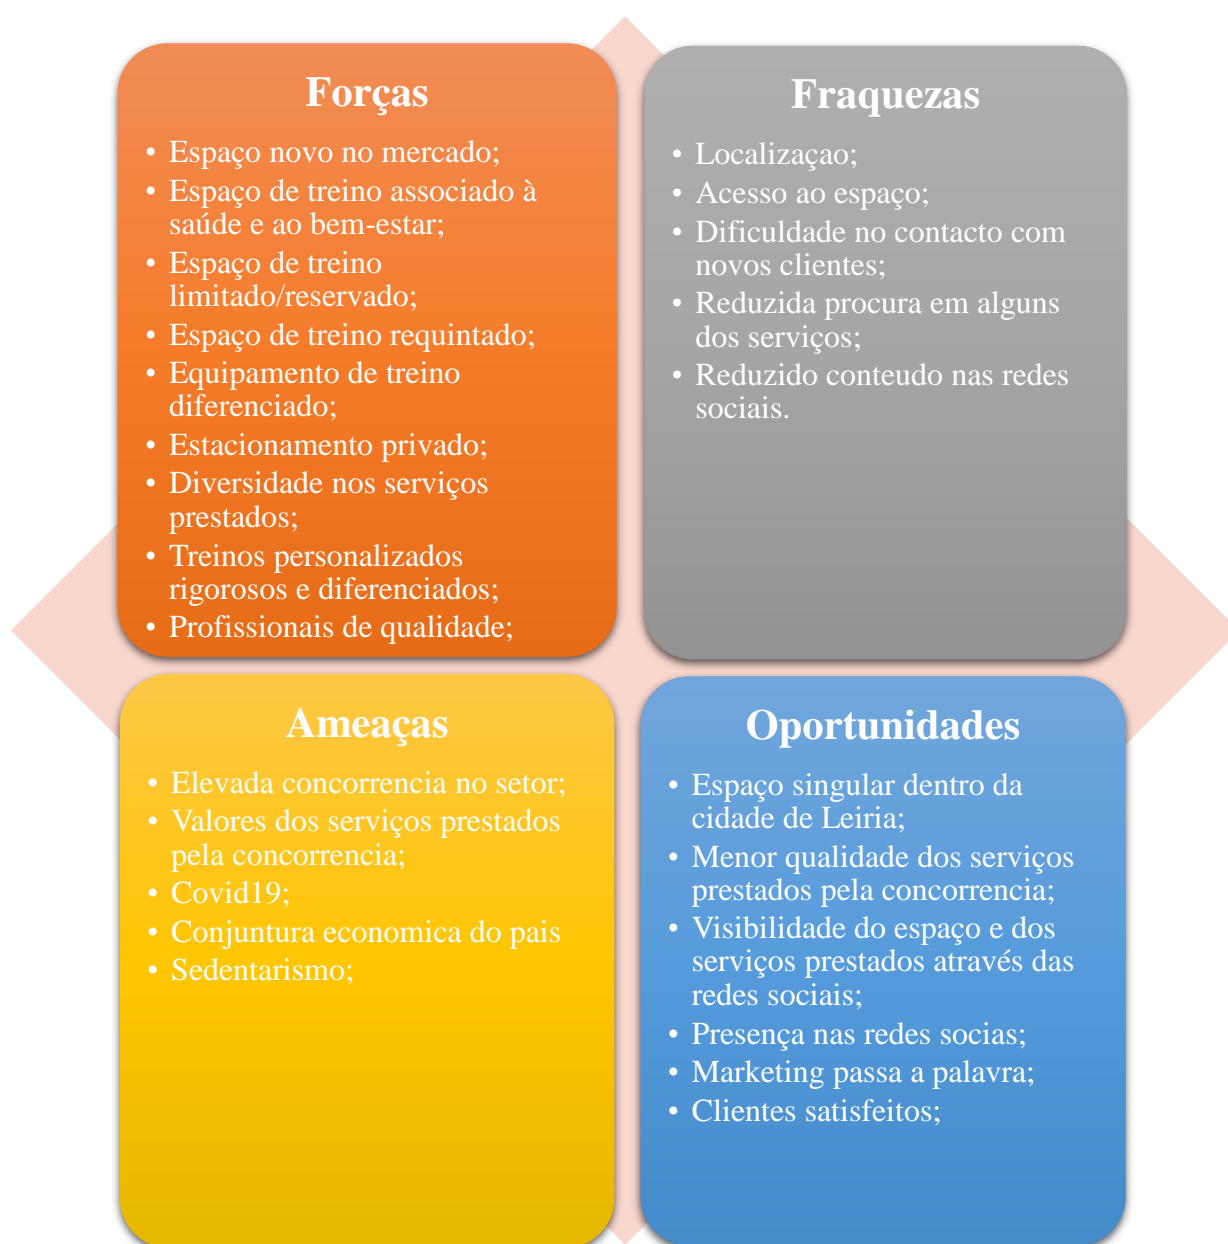 Forças
• Espaço novo no mercado;
• Espaço de treino associado à
saúde e ao bem-estar;
• Espaço de treino
limitado/reservado;
• Espaço de treino requintado;
• Equipamento de treino
diferenciado;
• Estacionamento privado;
• Diversidade nos serviços
prestados;
• Treinos personalizados
rigorosos e diferenciados;
• Profissionais de qualidade;
Fraquezas
• Localizaçao;
• Acesso ao espaço;
• Dificuldade no contacto com
novos clientes;
• Reduzida procura em alguns
dos serviços;
• Reduzido conteudo nas redes
sociais.
Ameaças
• Elevada concorrencia no setor;
• Valores dos serviços prestados
pela concorrencia;
• Covid19;
• Conjuntura economica do pais
• Sedentarismo;
Oportunidades
• Espaço singular dentro da
cidade de Leiria;
• Menor qualidade dos serviços
prestados pela concorrencia;
• Visibilidade do espaço e dos
serviços prestados através das
redes sociais;
• Presença nas redes socias;
• Marketing passa a palavra;
• Clientes satisfeitos;